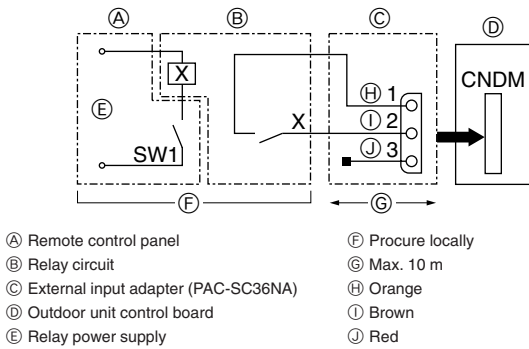 Ⓐ Ⓑ Ⓒ Ⓓ
X
CNDM
Ⓔ
Ⓗ 1
X Ⓘ 2
SW1
Ⓙ 3
Ⓕ Ⓖ
Ⓐ Remote control panel
Ⓑ Relay circuit
Ⓒ External input adapter (PAC-SC36NA)
Ⓓ Outdoor unit control board
Ⓔ Relay power supply
Ⓕ Procure locally
Ⓖ Max. 10 m
Ⓗ Orange
Ⓘ Brown
Ⓙ Red